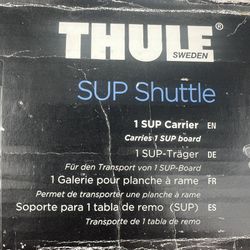 THULE®
SWEDEN
SUP Shuttle
1 SUP Carrier EN
Carries 1 SUP board
1 SUP-Träger DE
Für den Transport von 1 SUP-Board
1 Galerie pour planche à rame FR
Permet de transporter une planche à rame
Soporte para 1 tabla de remo (SUP) ES
Transporte de 1 tabla de remo